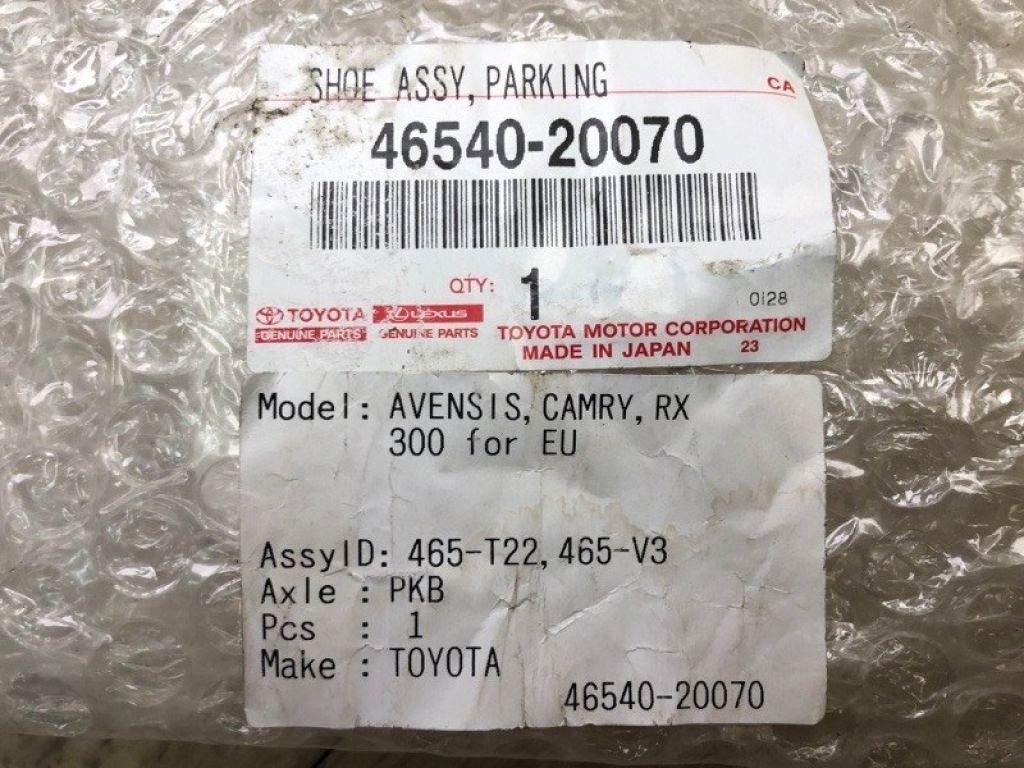 SHOE ASSY, PARKING
CA
46540-20070
QTY: 1
0128
TOYOTA LEXUS
GENUINE PARTS GENUINE PARTS
TOYOTA MOTOR CORPORATION
MADE IN JAPAN 23
Model: AVENSIS, CAMRY, RX
300 for EU
AssyID: 465-T22, 465-V3
Axle : PKB
Pcs : 1
Make : TOYOTA
46540-20070